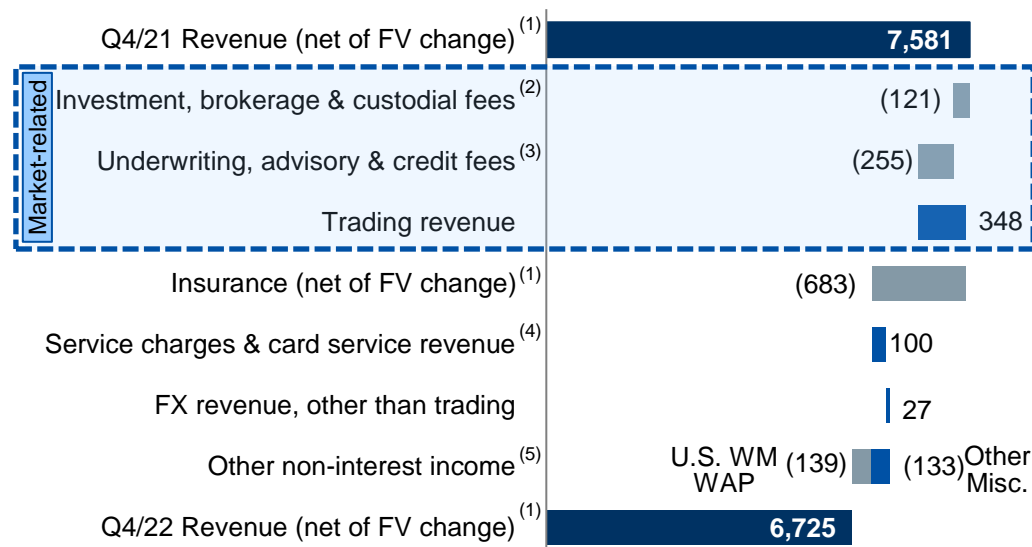 Q4/21 Revenue (net of FV change) (1) 7,581
Market-related
Investment, brokerage & custodial fees (2) (121)
Underwriting, advisory & credit fees (3) (255)
Trading revenue 348
Insurance (net of FV change) (1) (683)
Service charges & card service revenue (4) 100
FX revenue, other than trading 27
Other non-interest income (5) U.S. WM WAP (139) (133) Other Misc.
Q4/22 Revenue (net of FV change) (1) 6,725